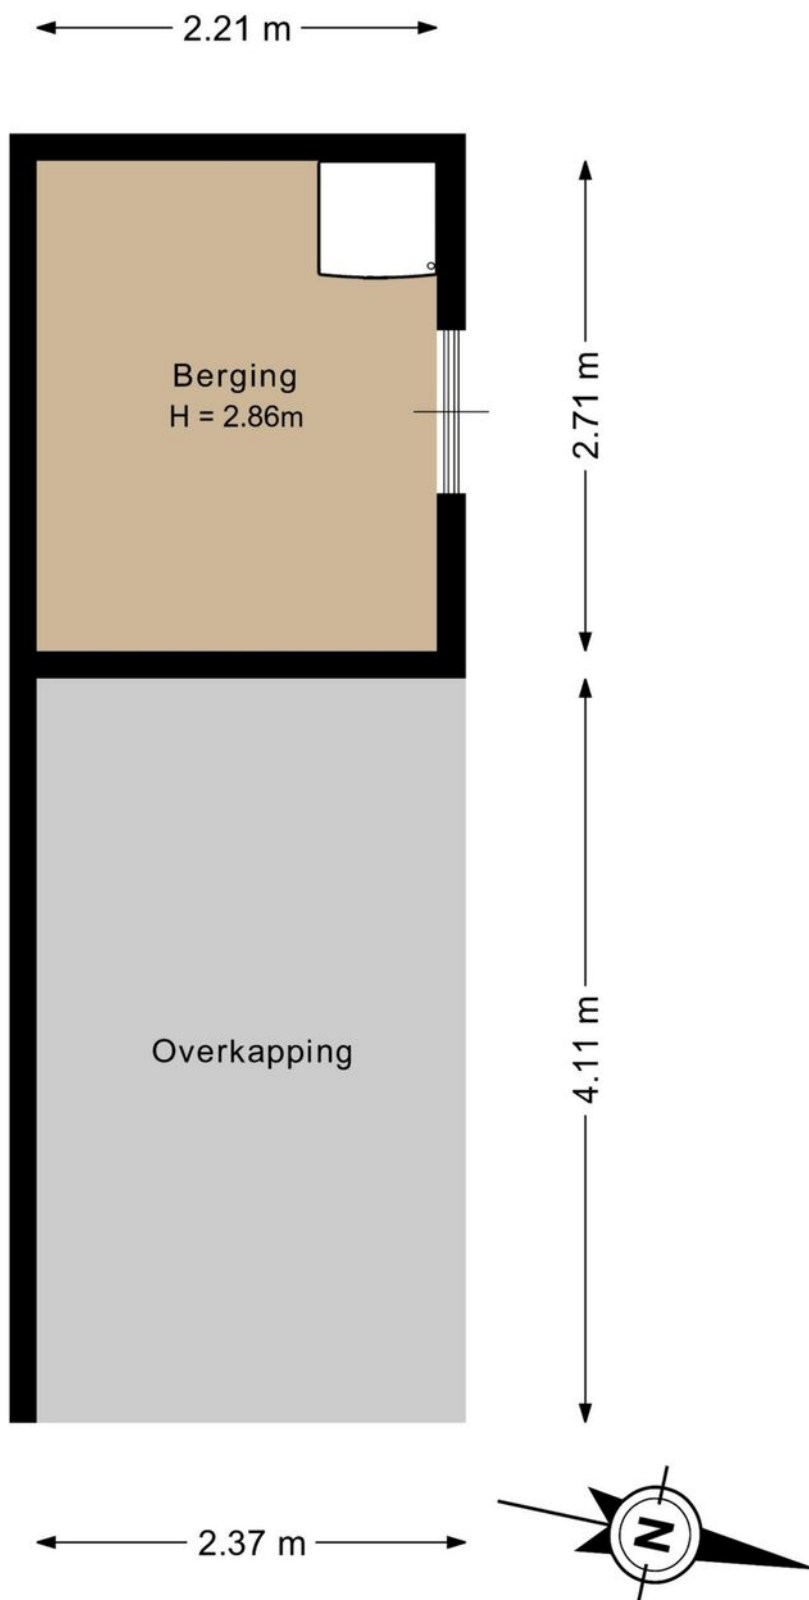 2.21 m
Berging
H = 2.86m
2.71 m
Overkapping
4.11 m
2.37 m
N